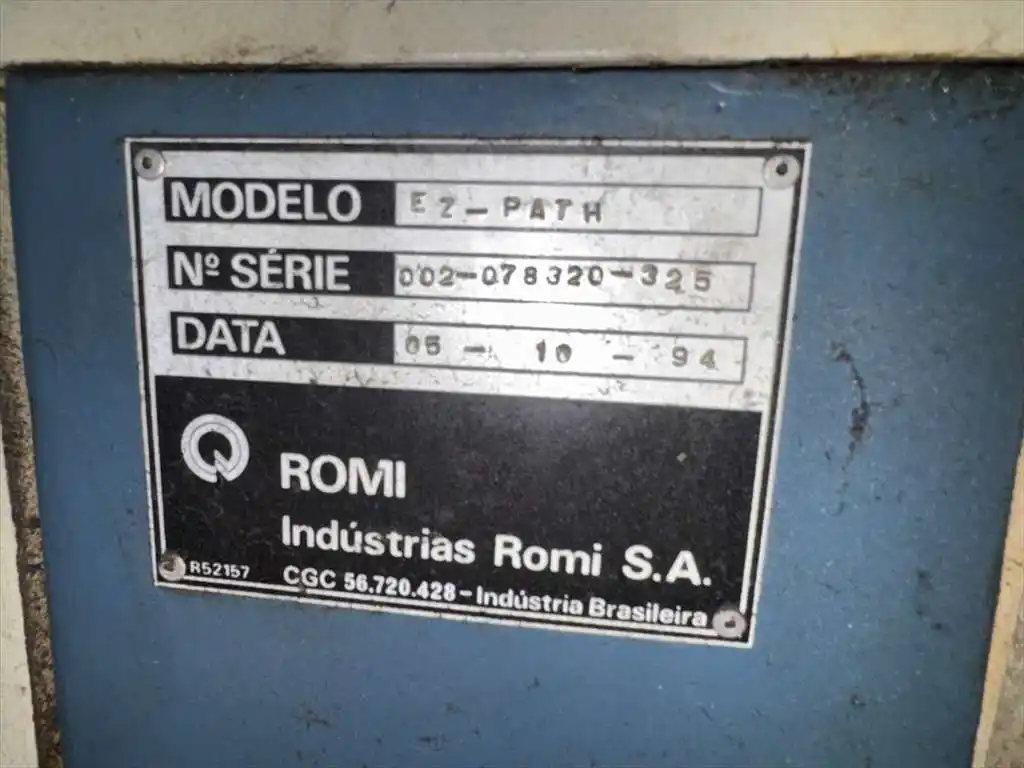 MODELO EZ-PATH
Nº SÉRIE 002-078320-325
DATA 05 - 10 - 94
ROMI
Indústrias Romi S.A.
R52157 CGC 56.720.428-Indústria Brasileira